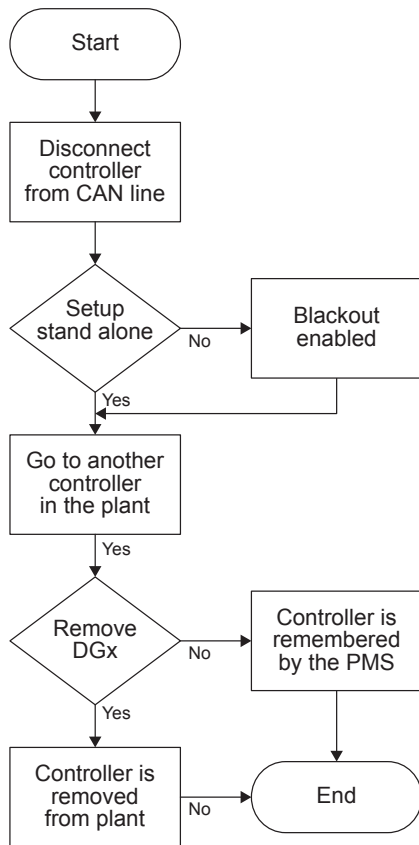 Start
Disconnect
controller
from CAN line
Setup
stand alone
No
Blackout
enabled
Yes
Go to another
controller
in the plant
Yes
Remove
DGx
No
Controller is
remembered
by the PMS
Yes
Controller is
removed
from plant
No
End